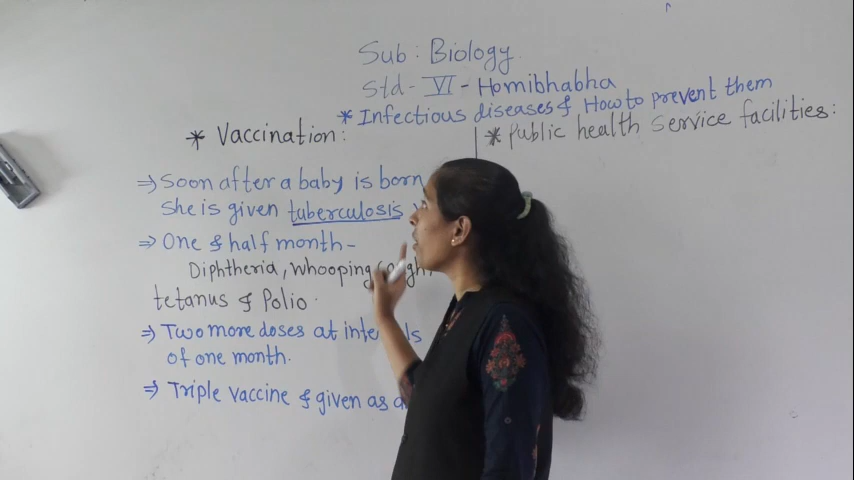 Sub: Biology.
Std - VI - Homibhabha
* Infectious diseases & How to prevent them
* Vaccination:
* Public health Service facilities:
⇒ Soon after a baby is born
She is given tuberculosis
⇒ One & half month -
Diphtheria, whooping
tetanus & Polio.
⇒ Two more doses at
of one month.
⇒ Triple vaccine & given as